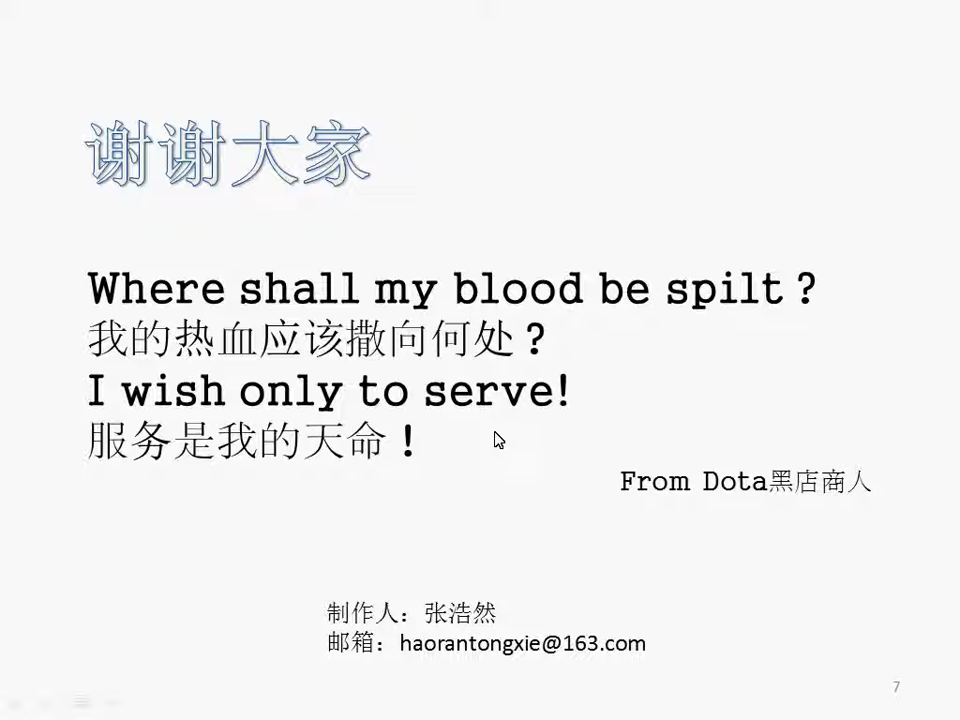 谢谢大家
Where shall my blood be spilt？
我的热血应该撒向何处？
I wish only to serve!
服务是我的天命！
From Dota黑店商人
制作人：张浩然
邮箱：haorantongxie@163.com
7